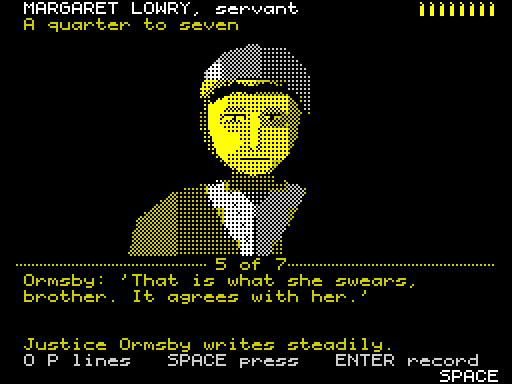 MARGARET LOWRY, servant
A quarter to seven
5 of 7
Ormsby: 'That is what she swears,
brother. It agrees with her.'
Justice Ormsby writes steadily.
O P lines   SPACE press   ENTER record
SPACE